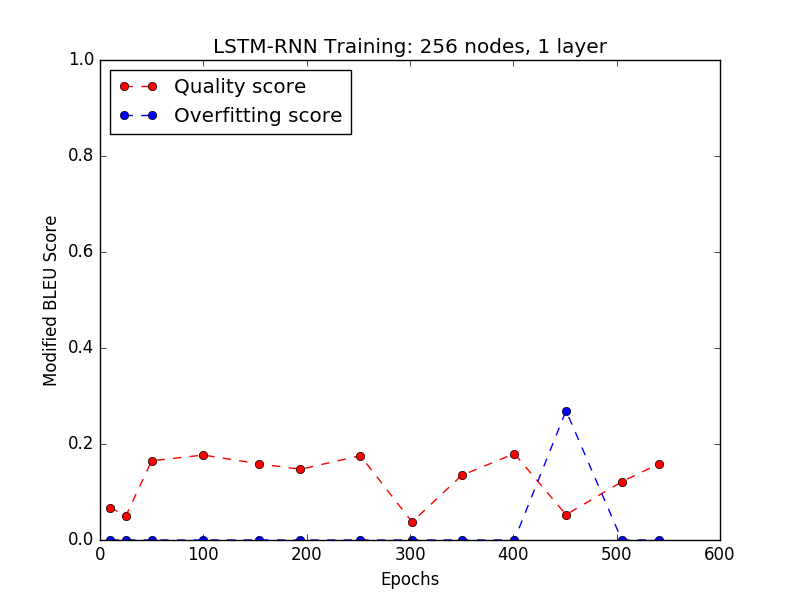 LSTM-RNN Training: 256 nodes, 1 layer
Quality score
Overfitting score
Modified BLEU Score
1.0
0.8
0.6
0.4
0.2
0.0
0 100 200 300 400 500 600
Epochs